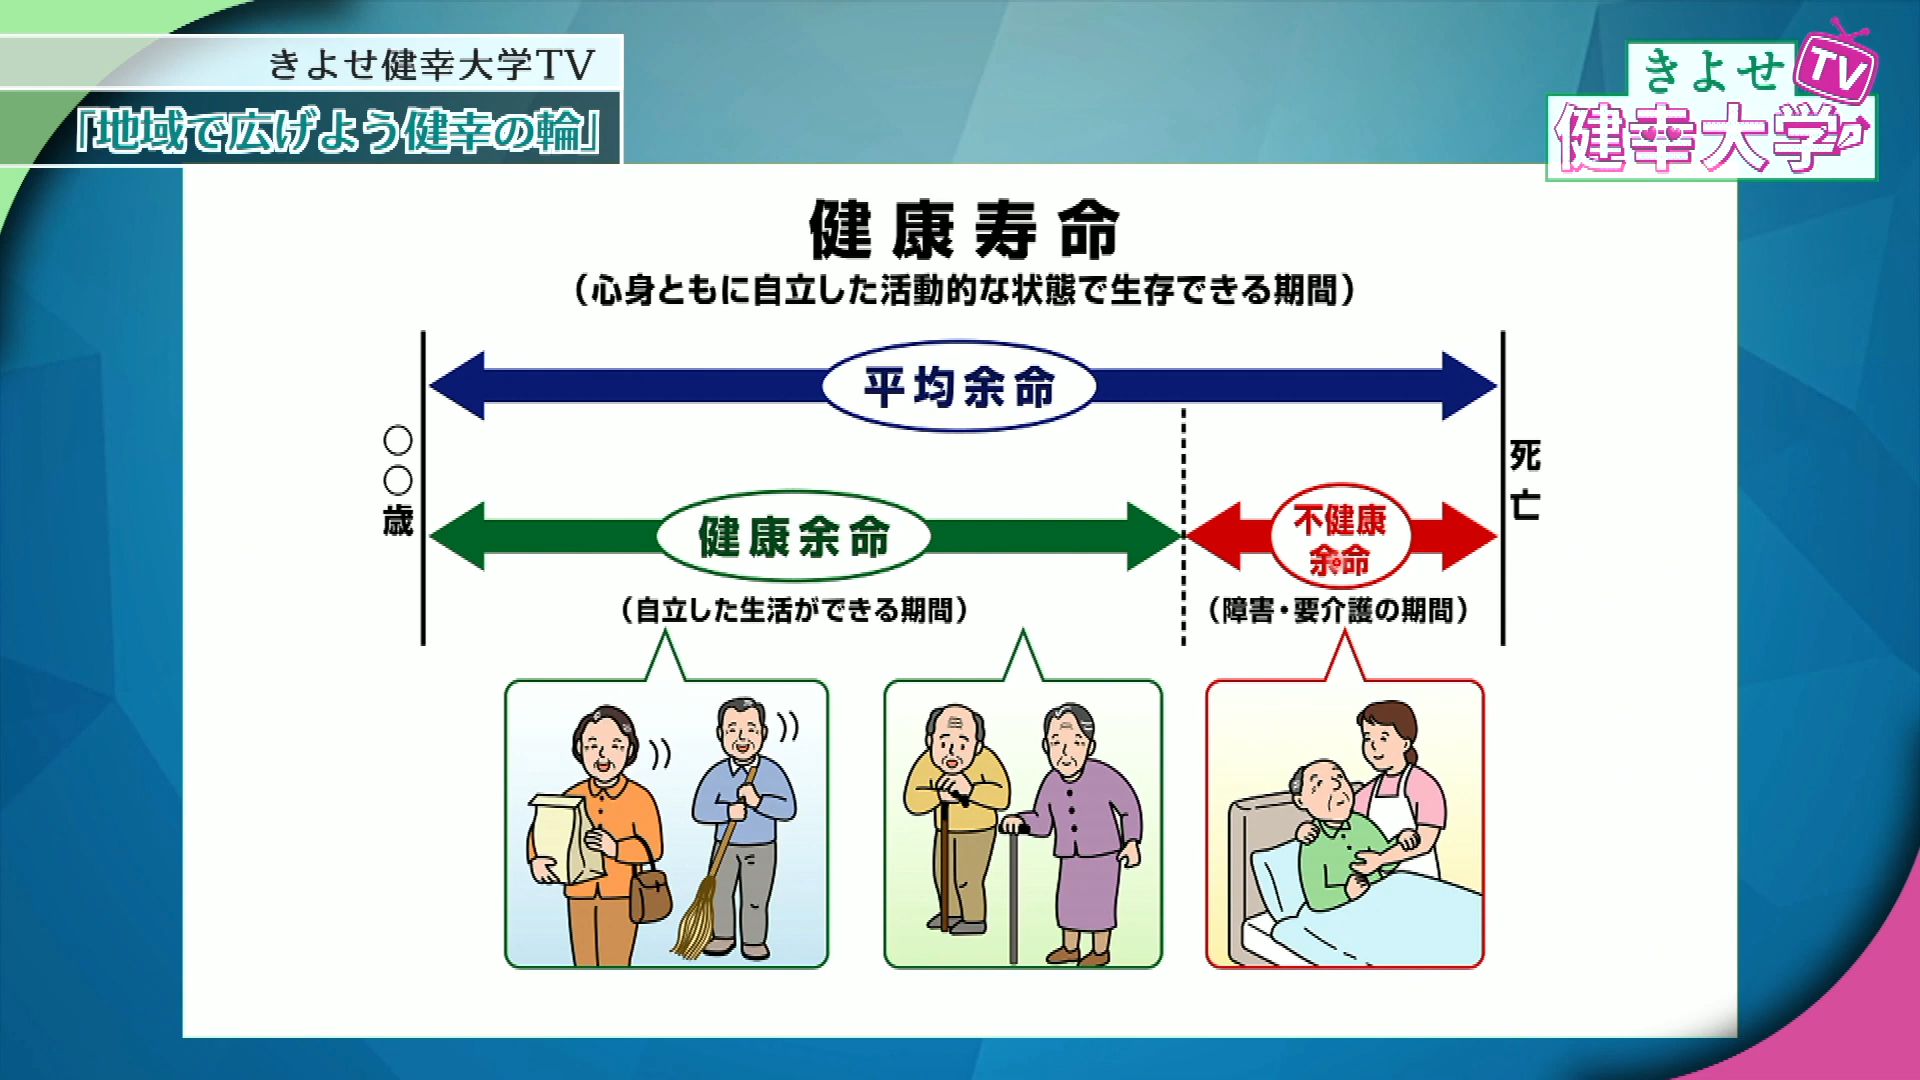 きよせ健幸大学TV
「地域で広げよう健幸の輪」
きよせ
TV
健幸大学
健康寿命
（心身ともに自立した活動的な状態で生存できる期間）
平均余命
○○歳
死亡
健康余命
不健康
余命
（自立した生活ができる期間）
（障害・要介護の期間）